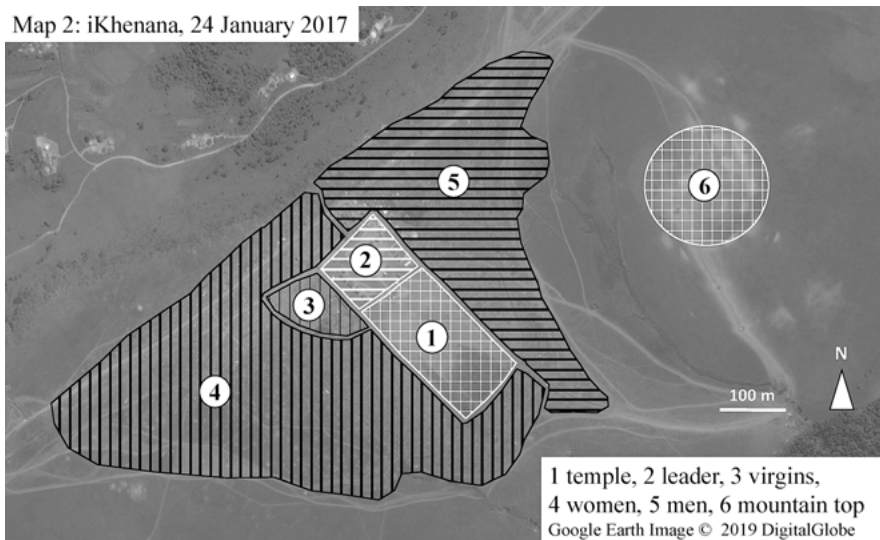 Map 2: iKhenana, 24 January 2017
5
6
2
3
1
4
N
100 m
1 temple, 2 leader, 3 virgins,
4 women, 5 men, 6 mountain top
Google Earth Image © 2019 DigitalGlobe